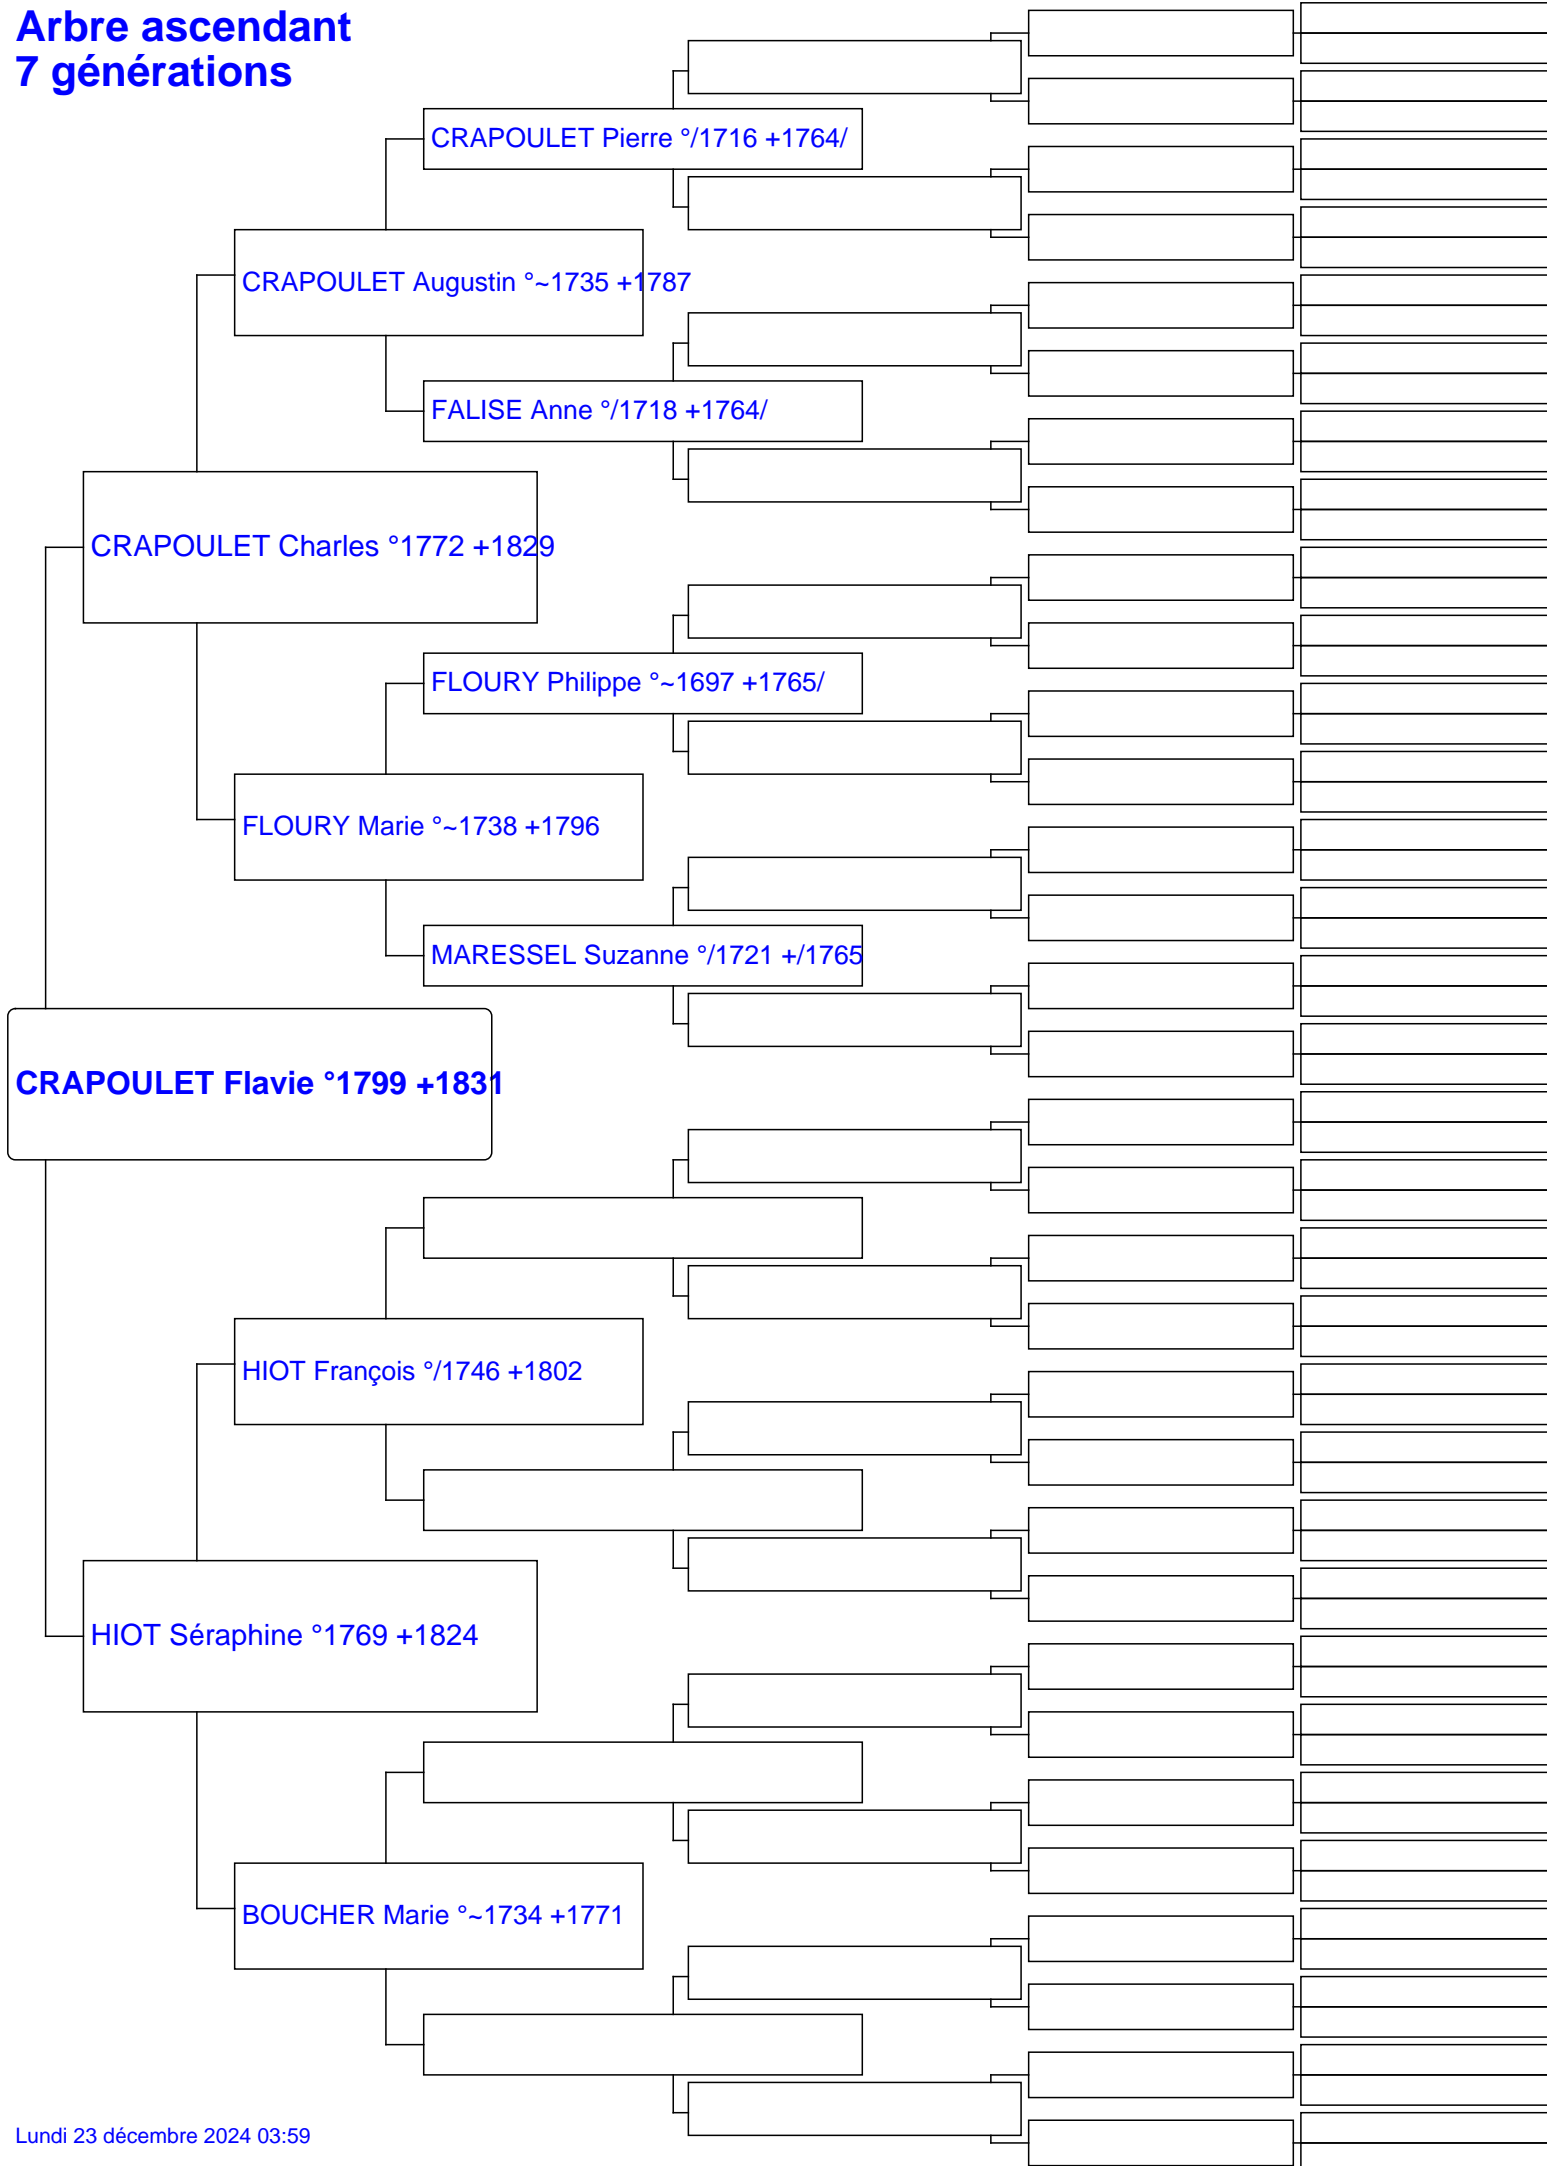 Arbre ascendant
7 générations
CRAPOULET Pierre °/1716 +1764/
CRAPOULET Augustin °~1735 +1787
FALISE Anne °/1718 +1764/
CRAPOULET Charles °1772 +1829
FLOURY Philippe °~1697 +1765/
FLOURY Marie °~1738 +1796
MARESSEL Suzanne °/1721 +/1765
CRAPOULET Flavie °1799 +1831
HIOT François °/1746 +1802
HIOT Séraphine °1769 +1824
BOUCHER Marie °~1734 +1771
Lundi 23 décembre 2024 03:59